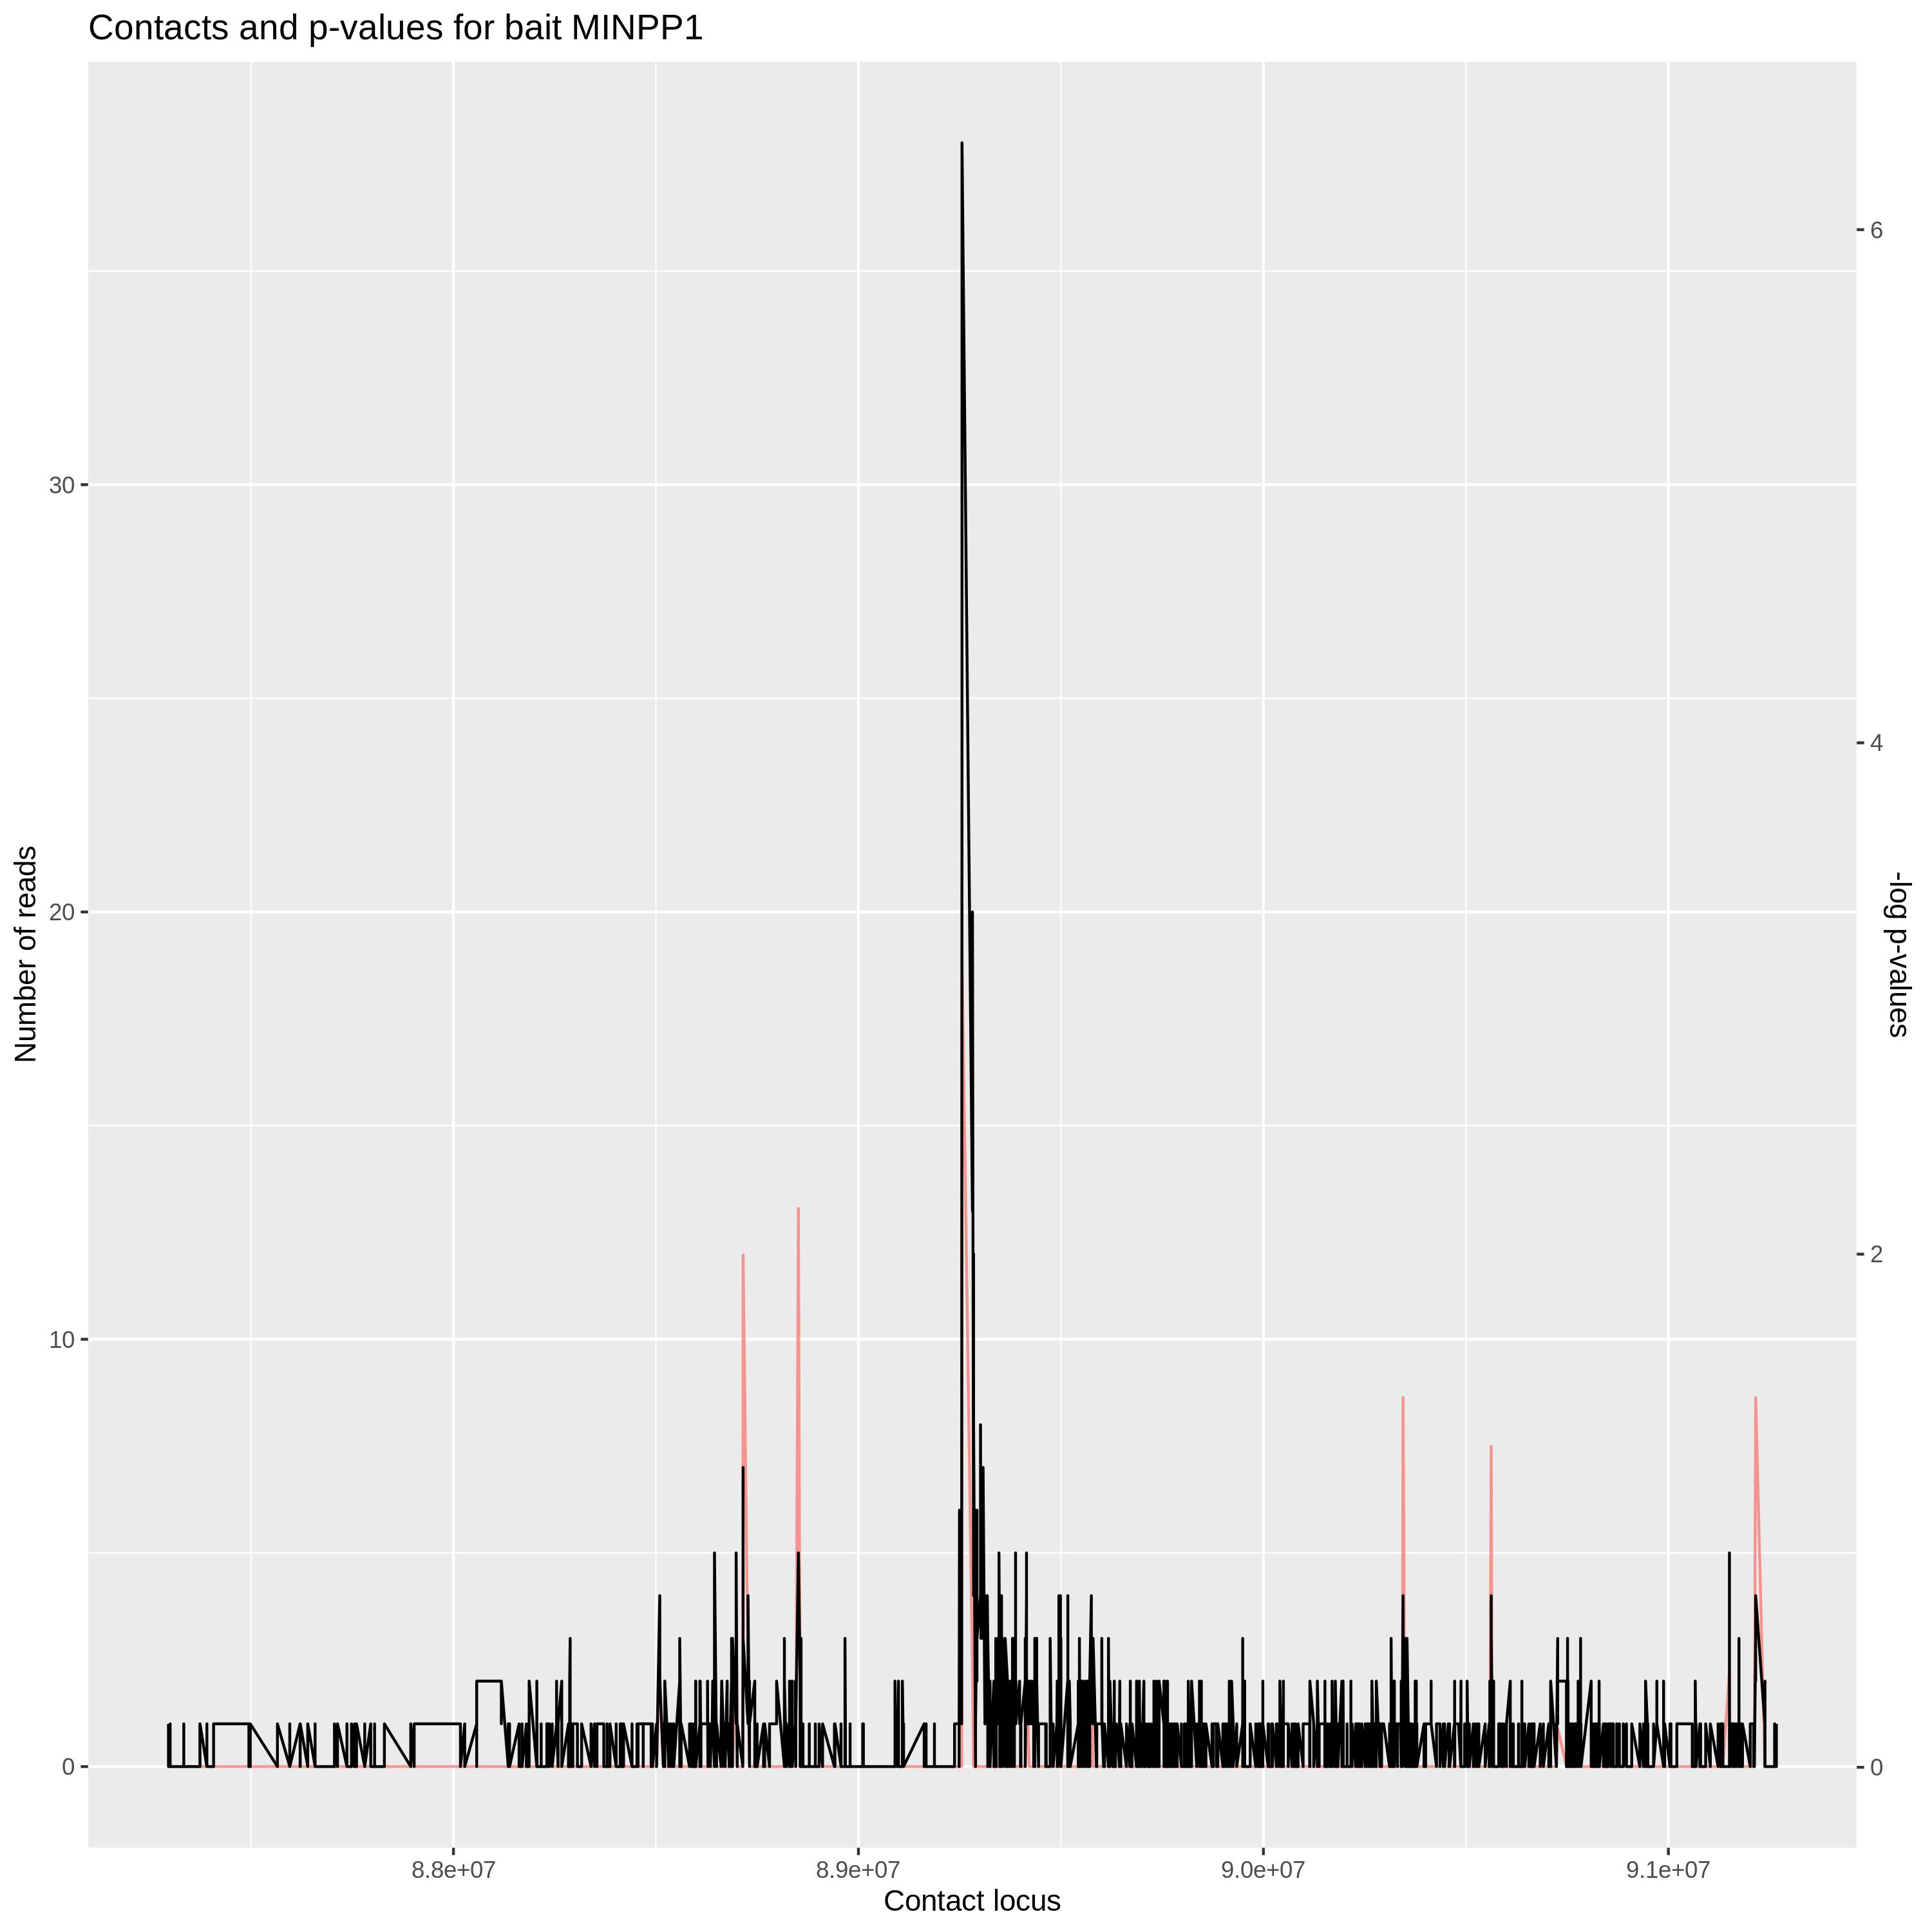 Contacts and p-values for bait MINPP1
Number of reads
30
20
10
0
6
4
2
0
-log p-values
8.8e+07 8.9e+07 9.0e+07 9.1e+07
Contact locus